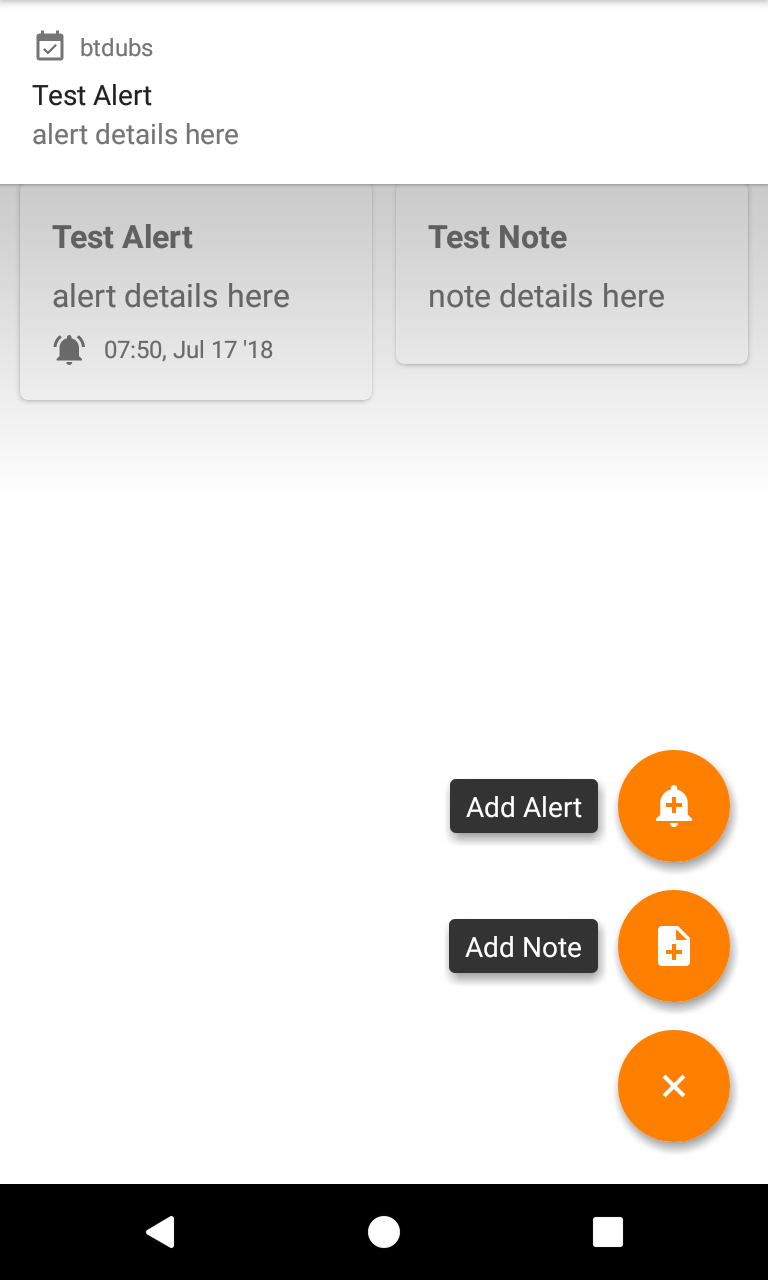 btdubs
Test Alert
alert details here
Test Alert
alert details here
07:50, Jul 17 '18
Test Note
note details here
Add Alert
Add Note